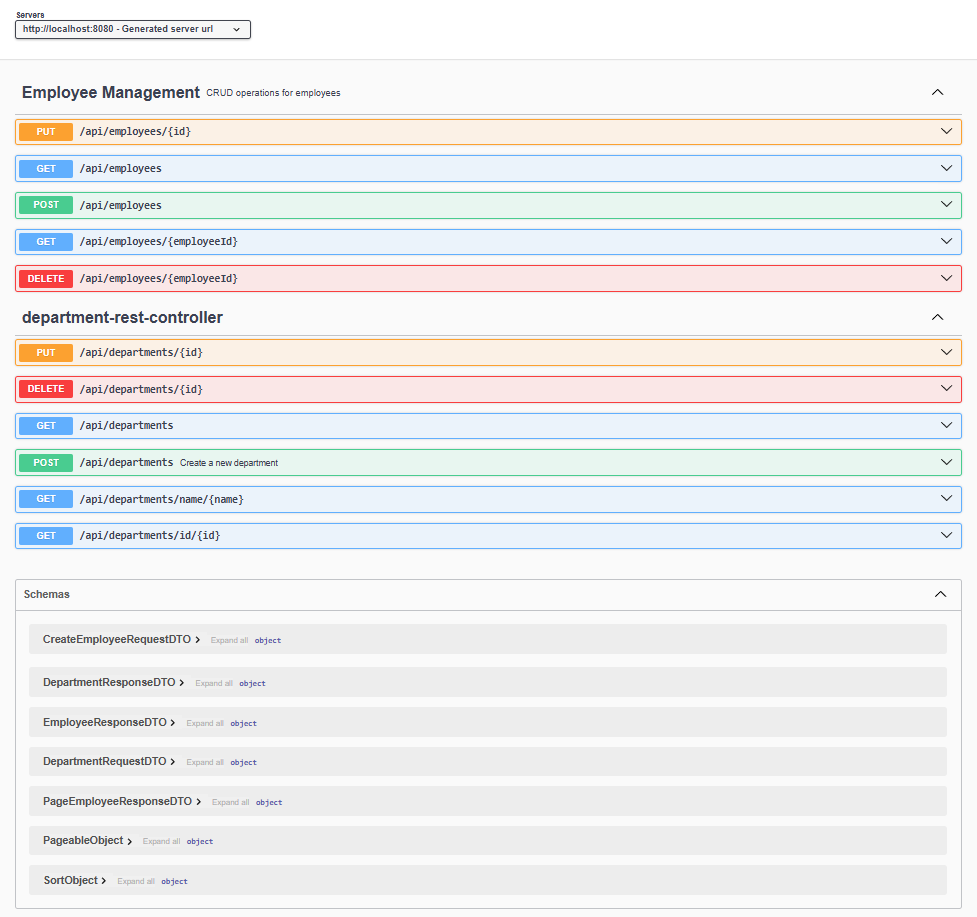 Servers
http://localhost:8080 - Generated server url
Employee Management CRUD operations for employees
PUT /api/employees/{id}
GET /api/employees
POST /api/employees
GET /api/employees/{employeeId}
DELETE /api/employees/{employeeId}
department-rest-controller
PUT /api/departments/{id}
DELETE /api/departments/{id}
GET /api/departments
POST /api/departments Create a new department
GET /api/departments/name/{name}
GET /api/departments/id/{id}
Schemas
CreateEmployeeRequestDTO Expand all object
DepartmentResponseDTO Expand all object
EmployeeResponseDTO Expand all object
DepartmentRequestDTO Expand all object
PageEmployeeResponseDTO Expand all object
PageableObject Expand all object
SortObject Expand all object